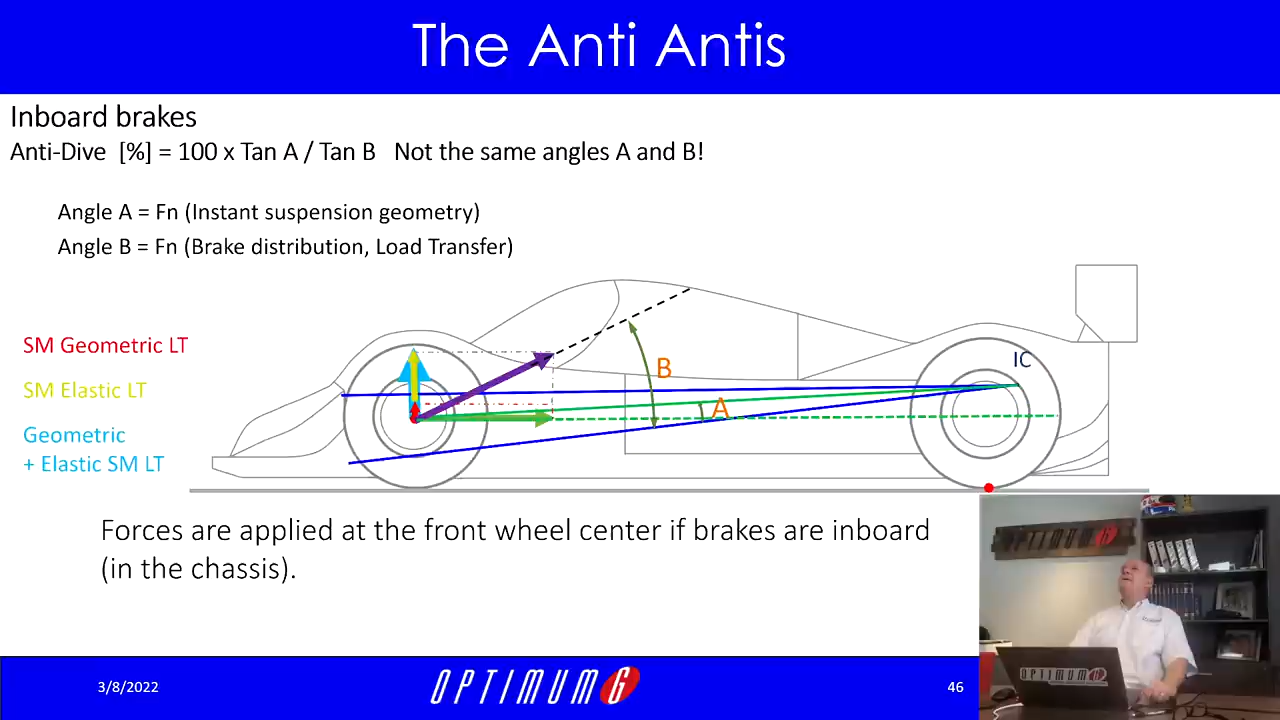 The Anti Antis
Inboard brakes
Anti-Dive [%] = 100 x Tan A / Tan B Not the same angles A and B!
Angle A = Fn (Instant suspension geometry)
Angle B = Fn (Brake distribution, Load Transfer)
SM Geometric LT
SM Elastic LT
Geometric
+ Elastic SM LT
B
A
IC
Forces are applied at the front wheel center if brakes are inboard
(in the chassis).
3/8/2022
OPTIMUMG
46
OPTIMUMG
OPTIMUMG